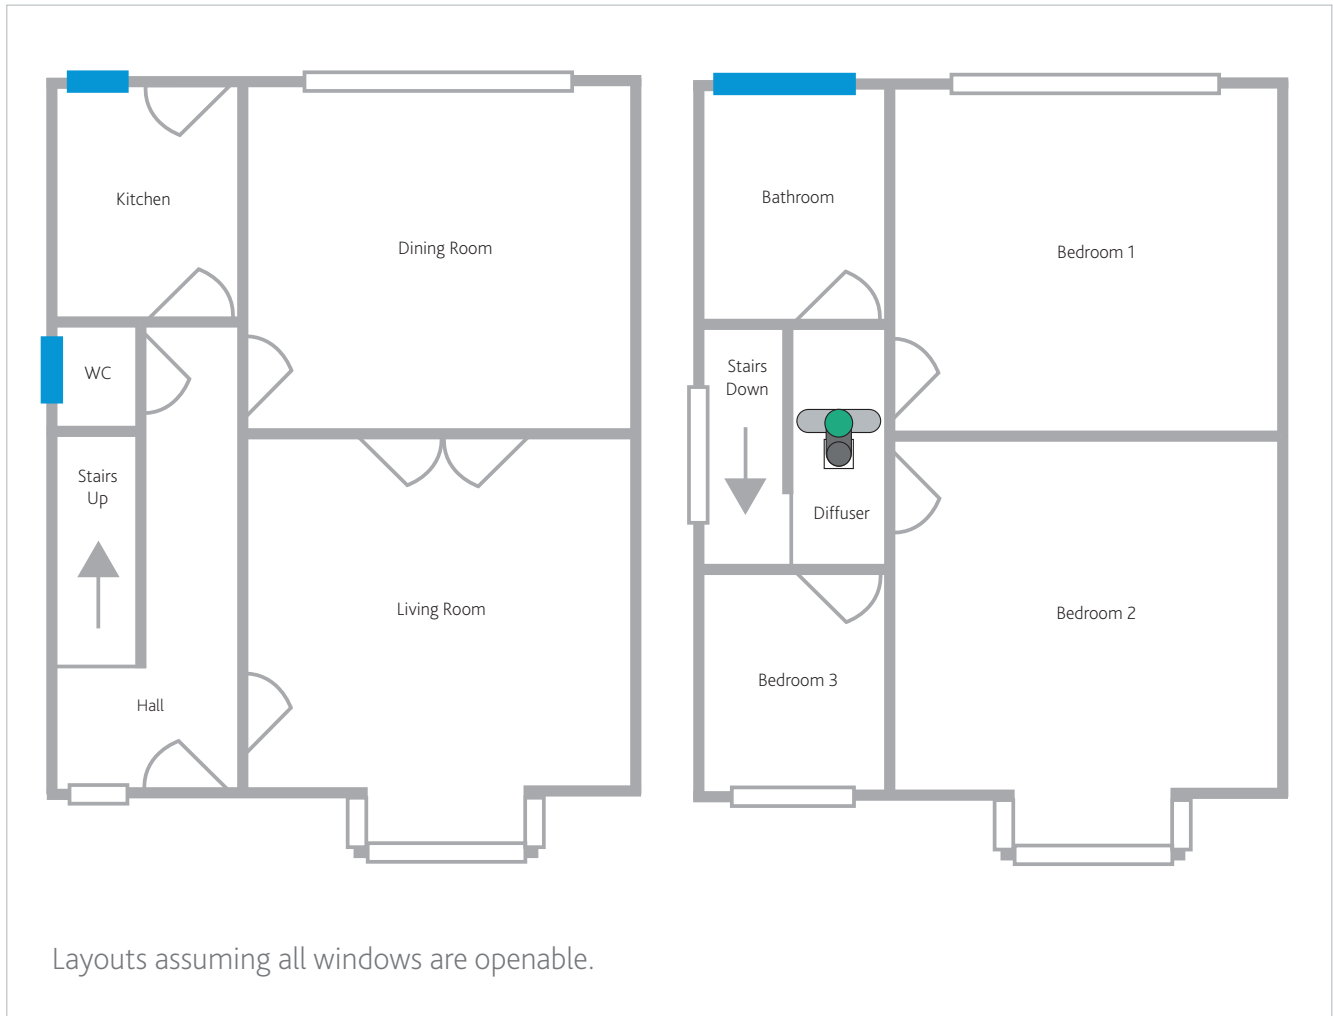 Kitchen
Dining Room
WC
Stairs
Up
Living Room
Hall
Bathroom
Bedroom 1
Stairs
Down
Diffuser
Bedroom 2
Bedroom 3
Layouts assuming all windows are openable.